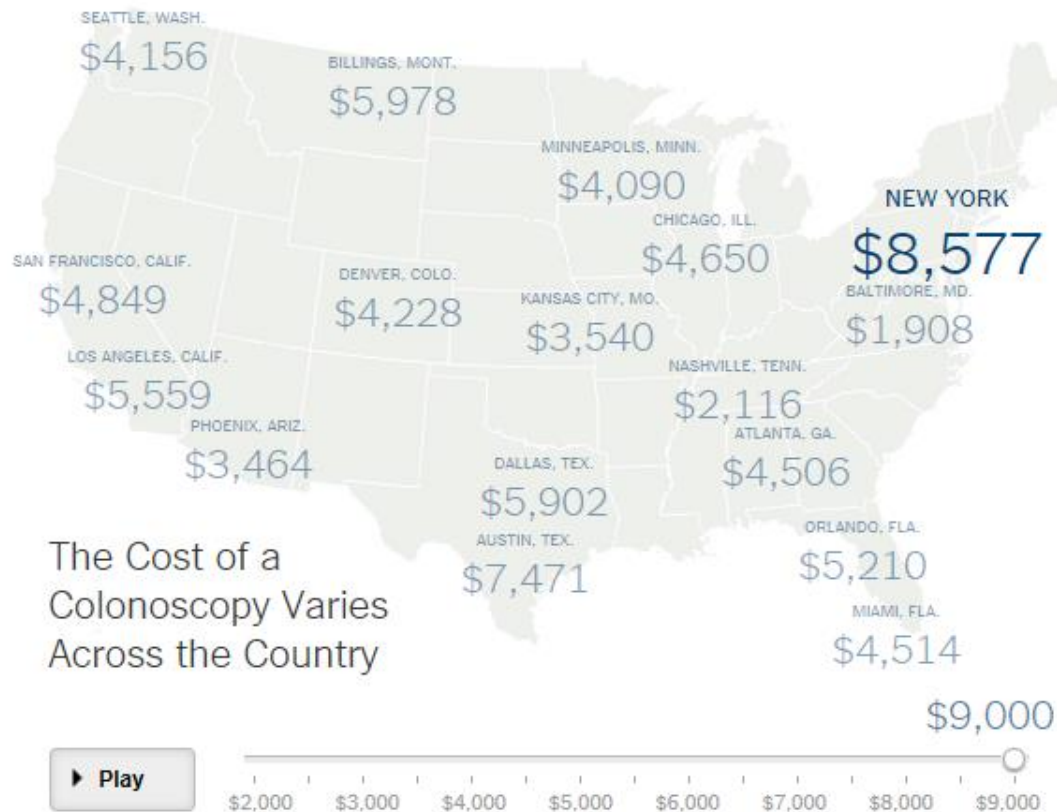 SEATTLE, WASH.
$4,156
BILLINGS, MONT.
$5,978
MINNEAPOLIS, MINN.
$4,090
NEW YORK
$8,577
CHICAGO, ILL.
$4,650
SAN FRANCISCO, CALIF.
$4,849
DENVER, COLO.
$4,228
KANSAS CITY, MO.
$3,540
BALTIMORE, MD.
$1,908
LOS ANGELES, CALIF.
$5,559
NASHVILLE, TENN.
$2,116
PHOENIX, ARIZ.
$3,464
ATLANTA, GA.
$4,506
DALLAS, TEX.
$5,902
AUSTIN, TEX.
$7,471
ORLANDO, FLA.
$5,210
MIAMI, FLA.
$4,514
The Cost of a
Colonoscopy Varies
Across the Country
$9,000
Play
$2,000 $3,000 $4,000 $5,000 $6,000 $7,000 $8,000 $9,000